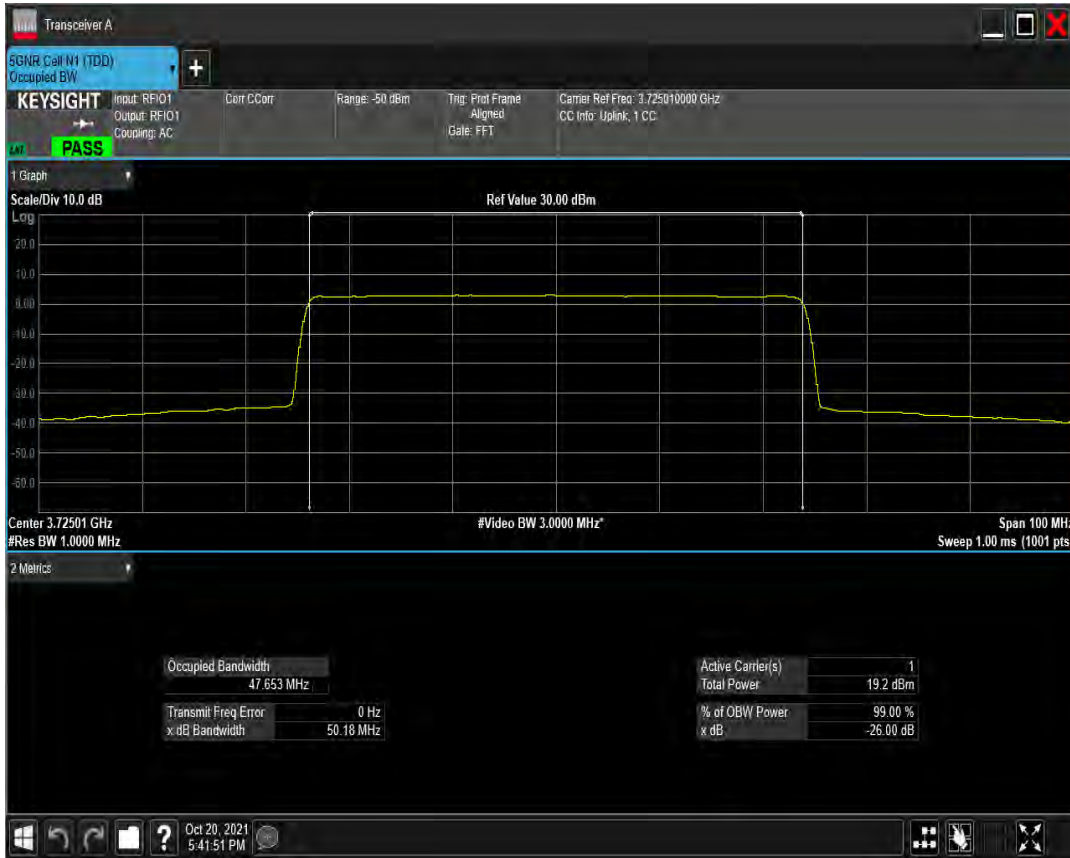 Transceiver A
5GNR Cell N1 (TDD)
Occupied BW
+
KEYSIGHT
Input: RFIO1
Output: RFIO1
Coupling: AC
Corr CCorr
Range: -50 dBm
Trig: Prot Frame
Aligned
Gate: FFT
Carrier Ref Freq: 3.725010000 GHz
CC Info: Uplink, 1 CC
PASS
1 Graph
Scale/Div 10.0 dB
Ref Value 30.00 dBm
Log
20.0
10.0
0.00
-10.0
-20.0
-30.0
-40.0
-50.0
-60.0
Center 3.72501 GHz
#Video BW 3.0000 MHz*
Span 100 MHz
#Res BW 1.0000 MHz
Sweep 1.00 ms (1001 pts
2 Metrics
Occupied Bandwidth
47.653 MHz
Transmit Freq Error 0 Hz
x dB Bandwidth 50.18 MHz
Active Carrier(s) 1
Total Power 19.2 dBm
% of OBW Power 99.00 %
x dB -26.00 dB
?
Oct 20, 2021
5:41:51 PM